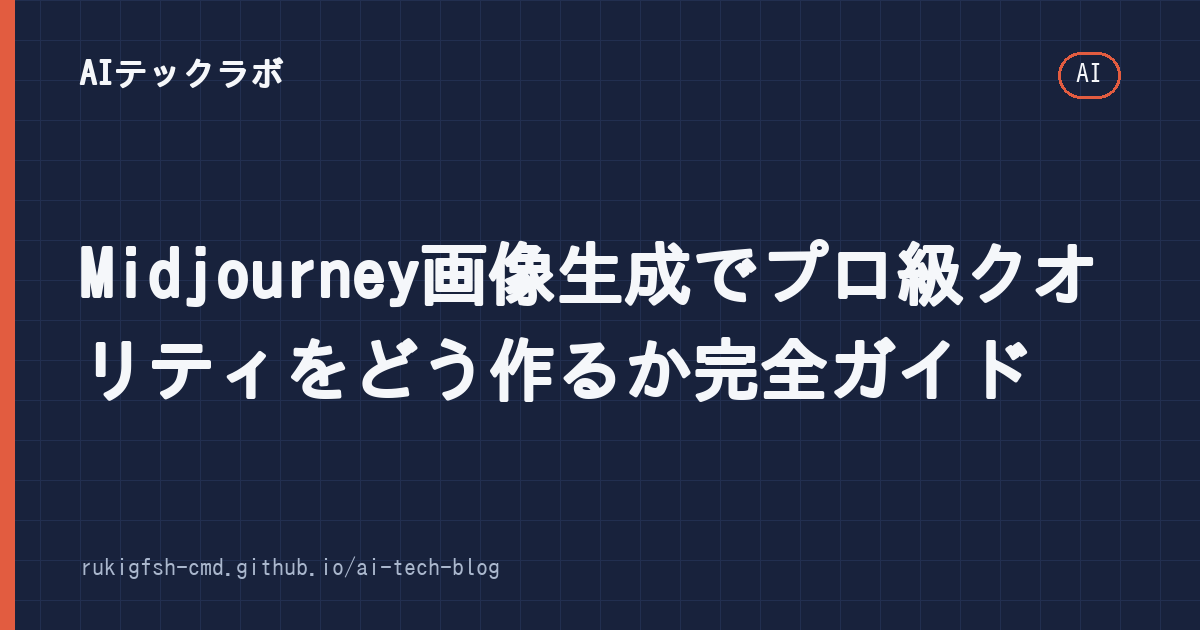 AIテックラボ
AI
Midjourney画像生成でプロ級クオ
リティをどう作るか完全ガイド
rukigfsh-cmd.github.io/ai-tech-blog